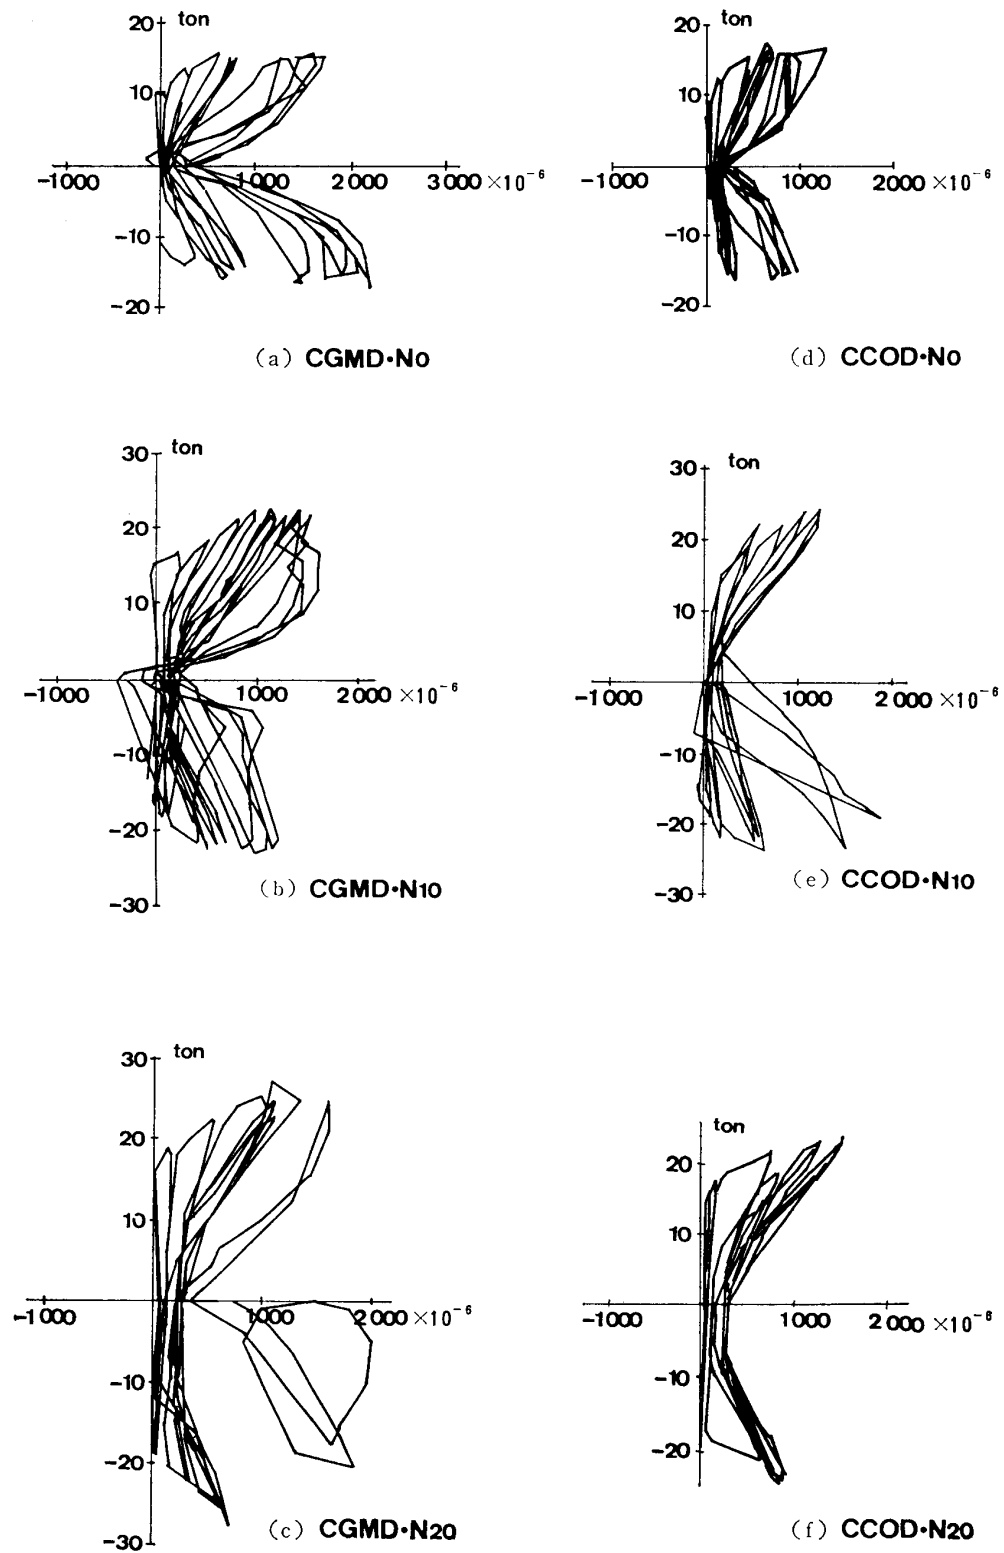 20 ton
10
-1000 1000 2000 3000 ×10⁻⁶
-10
-20
(a) CGMD·N0
20 ton
10
-1000 1000 2000 ×10⁻⁶
-10
-20
(d) CCOD·N0
30 ton
20
10
-1000 1000 2000 ×10⁻⁶
-10
-20
-30
(b) CGMD·N10
30 ton
20
10
-1000 1000 2000 ×10⁻⁶
-10
-20
-30
(e) CCOD·N10
30 ton
20
10
-1000 1000 2000 ×10⁻⁶
-10
-20
-30
(c) CGMD·N20
ton
20
10
-1000 1000 2000 ×10⁻⁶
-10
-20
(f) CCOD·N20